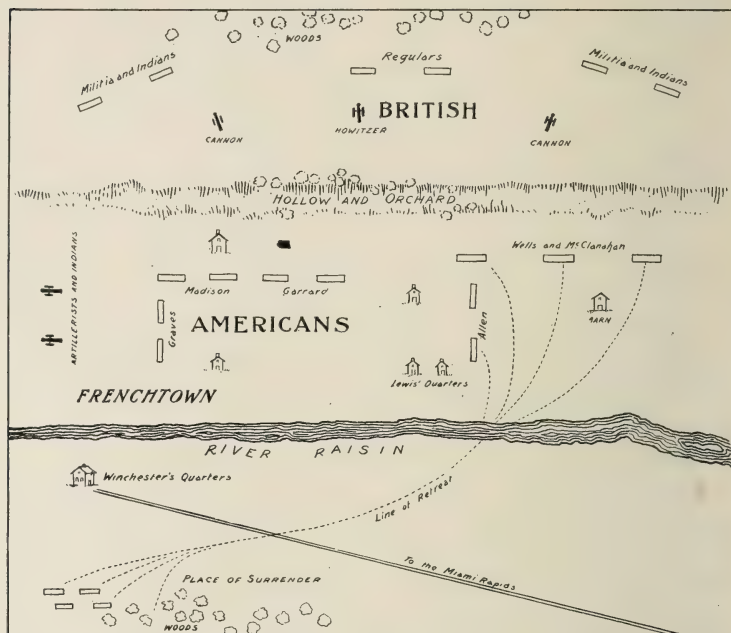 WOODS
Militia and Indians
Regulars
Militia and Indians
BRITISH
CANNON
HOWITZER
CANNON
HOLLOW AND ORCHARD
Wells and McClanahan
ARTILLERISTS AND INDIANS
Madison
Garrard
Graves
AMERICANS
Allen
BARN
Lewis' Quarters
FRENCHTOWN
RIVER RAISIN
Winchester's Quarters
Line of Retreat
To the Miami Rapids
PLACE OF SURRENDER
WOODS